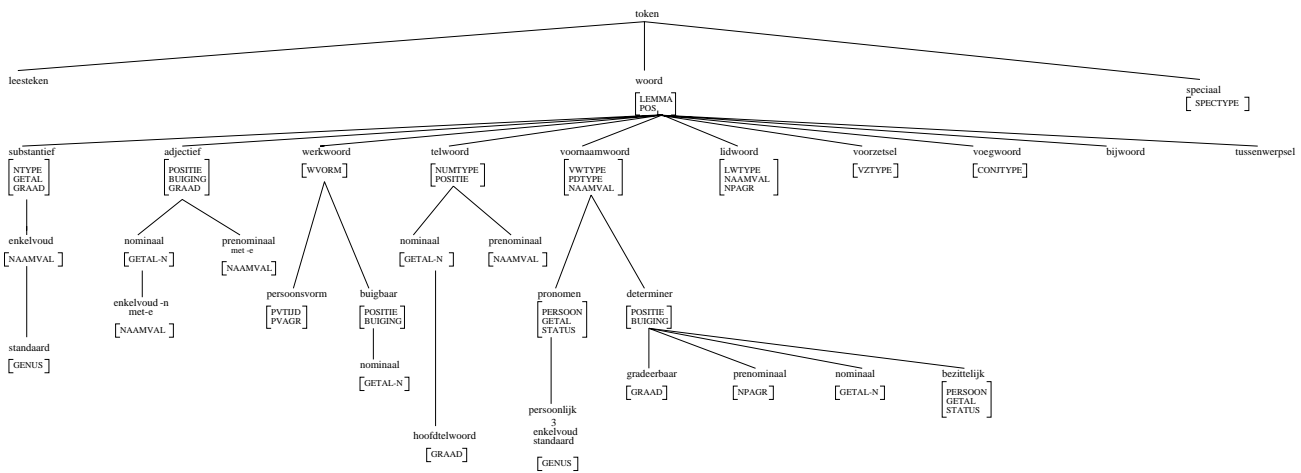 token
leesteken
woord
LEMMA
POS
speciaal
SPECTYPE
substantief
NTYPE
GETAL
GRAAD
adjectief
POSITIE
BUIGING
GRAAD
werkwoord
WVORM
telwoord
NUMTYPE
POSITIE
voornaamwoord
VWTYPE
PDTYPE
NAAMVAL
lidwoord
LWTYPE
NAAMVAL
NPAGR
voorzetsel
VZTYPE
voegwoord
CONJTYPE
bijwoord
tussenwerpsel
enkelvoud
NAAMVAL
nominaal
GETAL-N
prenominaal
met -e
NAAMVAL
nominaal
GETAL-N
prenominaal
NAAMVAL
enkelvoud -n
met-e
NAAMVAL
persoonsvorm
PVTIJD
PVAGR
buigbaar
POSITIE
BUIGING
pronomen
PERSOON
GETAL
STATUS
determiner
POSITIE
BUIGING
standaard
GENUS
nominaal
GETAL-N
gradeerbaar
GRAAD
prenominaal
NPAGR
nominaal
GETAL-N
bezittelijk
PERSOON
GETAL
STATUS
hoofdtelwoord
GRAAD
persoonlijk
3
enkelvoud
standaard
GENUS